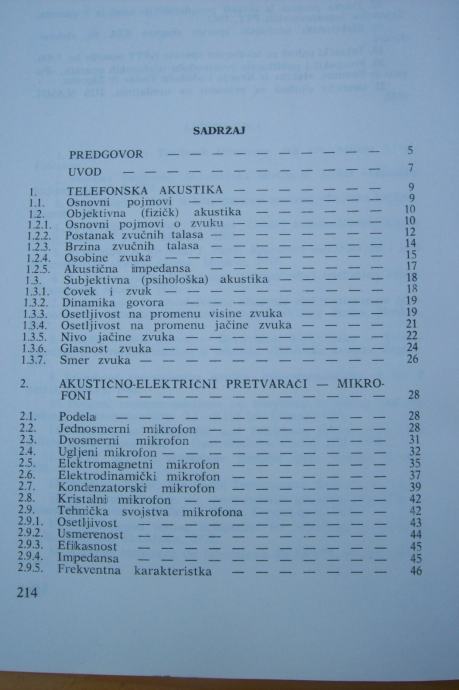 SADRŽAJ
PREDGOVOR — — — — — — — — — 5
UVOD — — — — — — — — — — — 7
1. TELEFONSKA AKUSTIKA — — — — — — 9
1.1. Osnovni pojmovi — — — — — — — — 9
1.2. Objektivna (fizičk) akustika — — — — — 10
1.2.1. Osnovni pojmovi o zvuku — — — — — — 10
1.2.2. Postanak zvučnih talasa — — — — — — — 12
1.2.3. Brzina zvučnih talasa — — — — — — — 14
1.2.4. Osobine zvuka — — — — — — — — — 15
1.2.5. Akustična impedansa — — — — — — — 17
1.3. Subjektivna (psihološka) akustika — — — — 18
1.3.1. Čovek i zvuk — — — — — — — — — 18
1.3.2. Dinamika govora — — — — — — — — 19
1.3.3. Osetljivost na promenu visine zvuka — — — 19
1.3.4. Osetljivost na promenu jačine zvuka — — — 21
1.3.5. Nivo jačine zvuka — — — — — — — — 22
1.3.6. Glasnost zvuka — — — — — — — — — 24
1.3.7. Smer zvuka — — — — — — — — — — 26
2. AKUSTIČNO-ELEKTRIČNI PRETVARAČI — MIKRO-
FONI — — — — — — — — — — — 28
2.1. Podela — — — — — — — — — — — 28
2.2. Jednosmerni mikrofon — — — — — — — 28
2.3. Dvosmerni mikrofon — — — — — — — 31
2.4. Ugljeni mikrofon — — — — — — — — — 32
2.5. Elektromagnetni mikrofon — — — — — — 35
2.6. Elektrodinamički mikrofon — — — — — — 37
2.7. Kondenzatorski mikrofon — — — — — — 39
2.8. Kristalni mikrofon — — — — — — — — 42
2.9. Tehnička svojstva mikrofona — — — — — 42
2.9.1. Osetljivost — — — — — — — — — — 43
2.9.2. Usmerenost — — — — — — — — — — 44
2.9.3. Efikasnost — — — — — — — — — — 45
2.9.4. Impedansa — — — — — — — — — — 45
2.9.5. Frekventna karakteristka — — — — — — 46
214